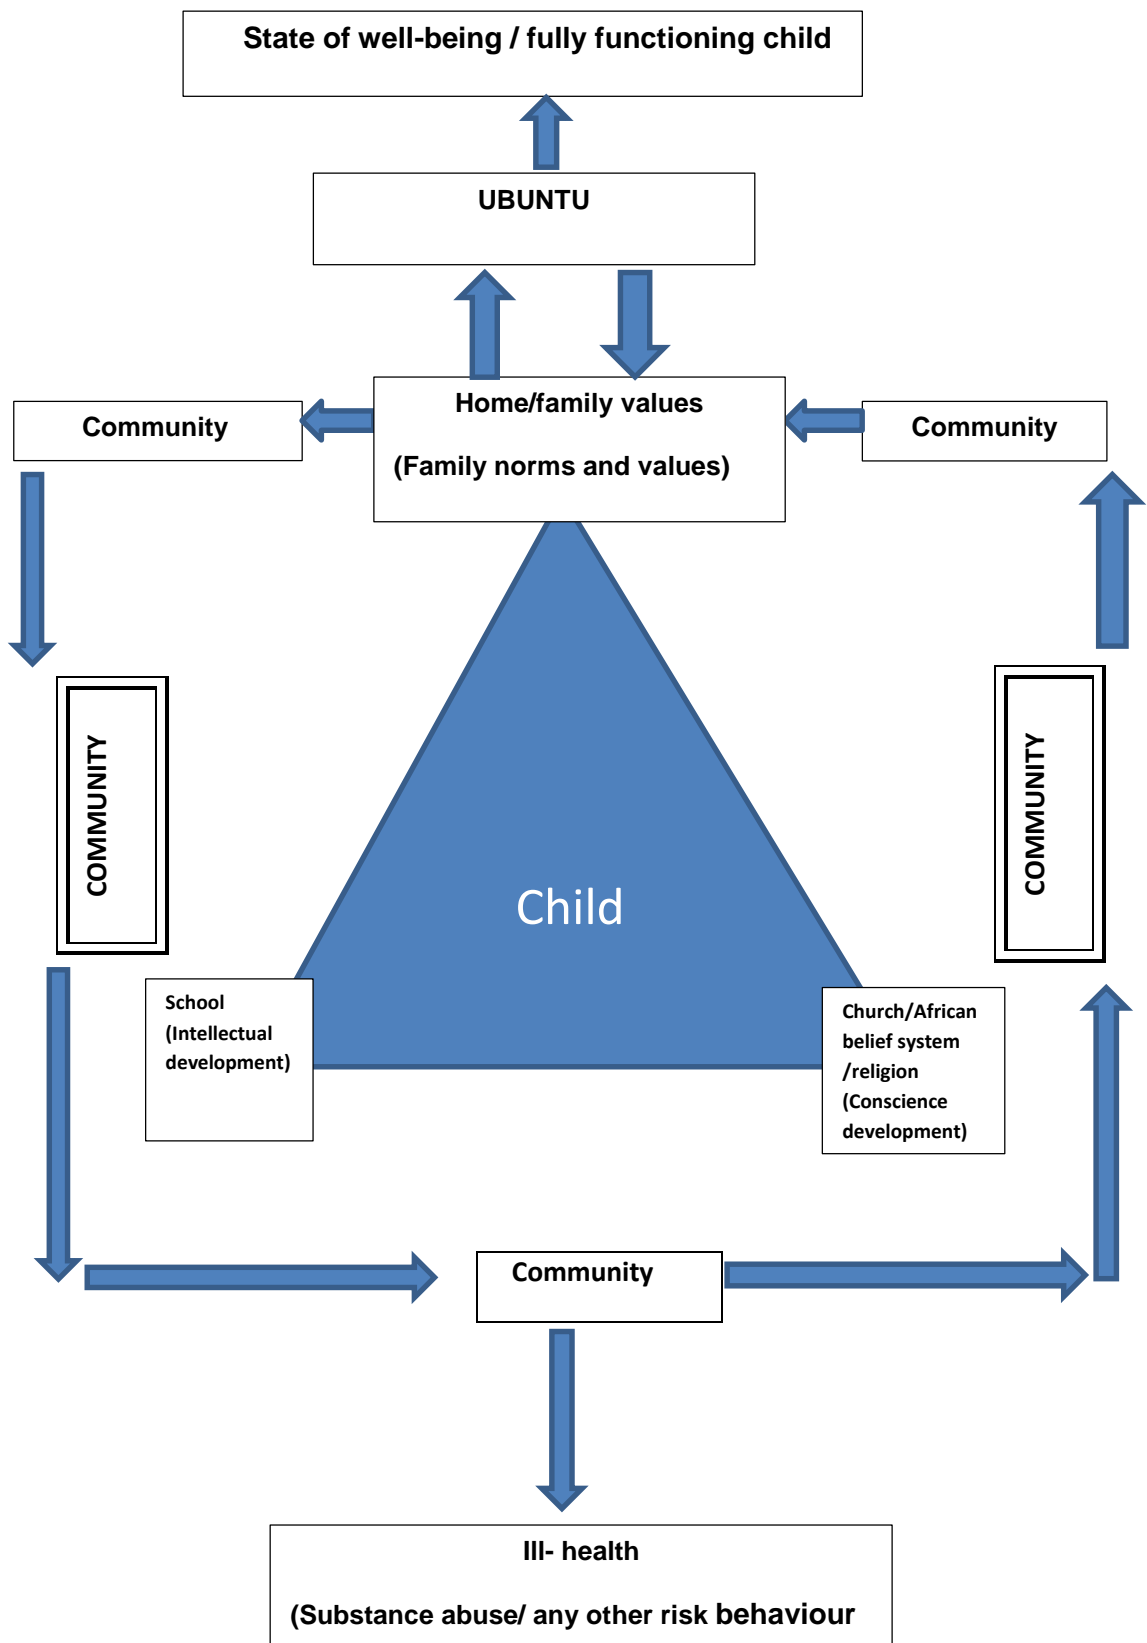 State of well-being / fully functioning child
UBUNTU
Home/family values
(Family norms and values)
Community
Community
COMMUNITY
COMMUNITY
Child
School
(Intellectual
development)
Church/African
belief system
/religion
(Conscience
development)
Community
Ill- health
(Substance abuse/ any other risk behaviour